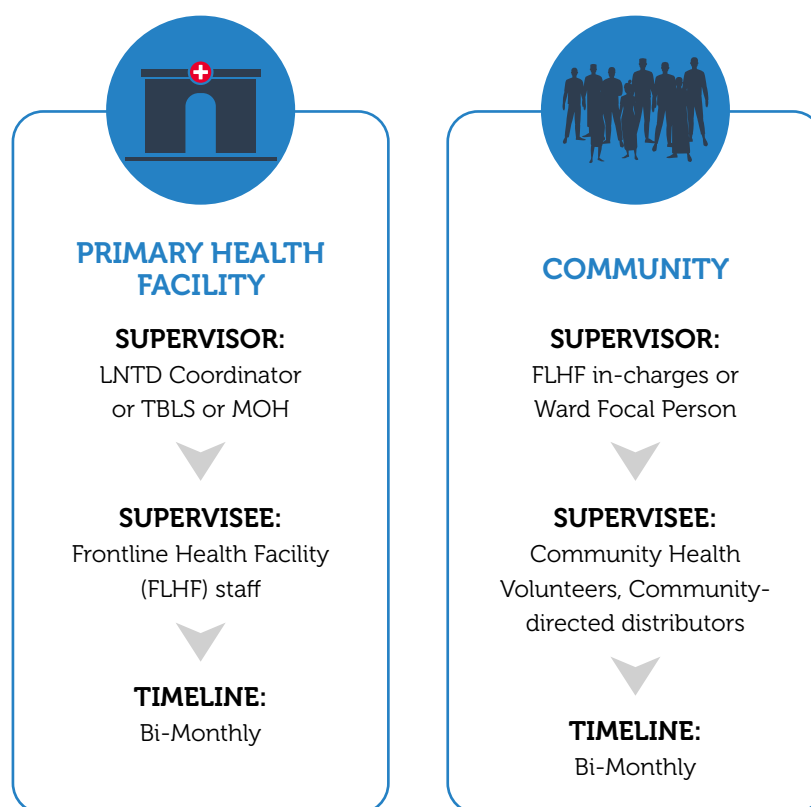 PRIMARY HEALTH
FACILITY
SUPERVISOR:
LNTD Coordinator
or TBLS or MOH
SUPERVISEE:
Frontline Health Facility
(FLHF) staff
TIMELINE:
Bi-Monthly
COMMUNITY
SUPERVISOR:
FLHF in-charges or
Ward Focal Person
SUPERVISEE:
Community Health
Volunteers, Community-
directed distributors
TIMELINE:
Bi-Monthly